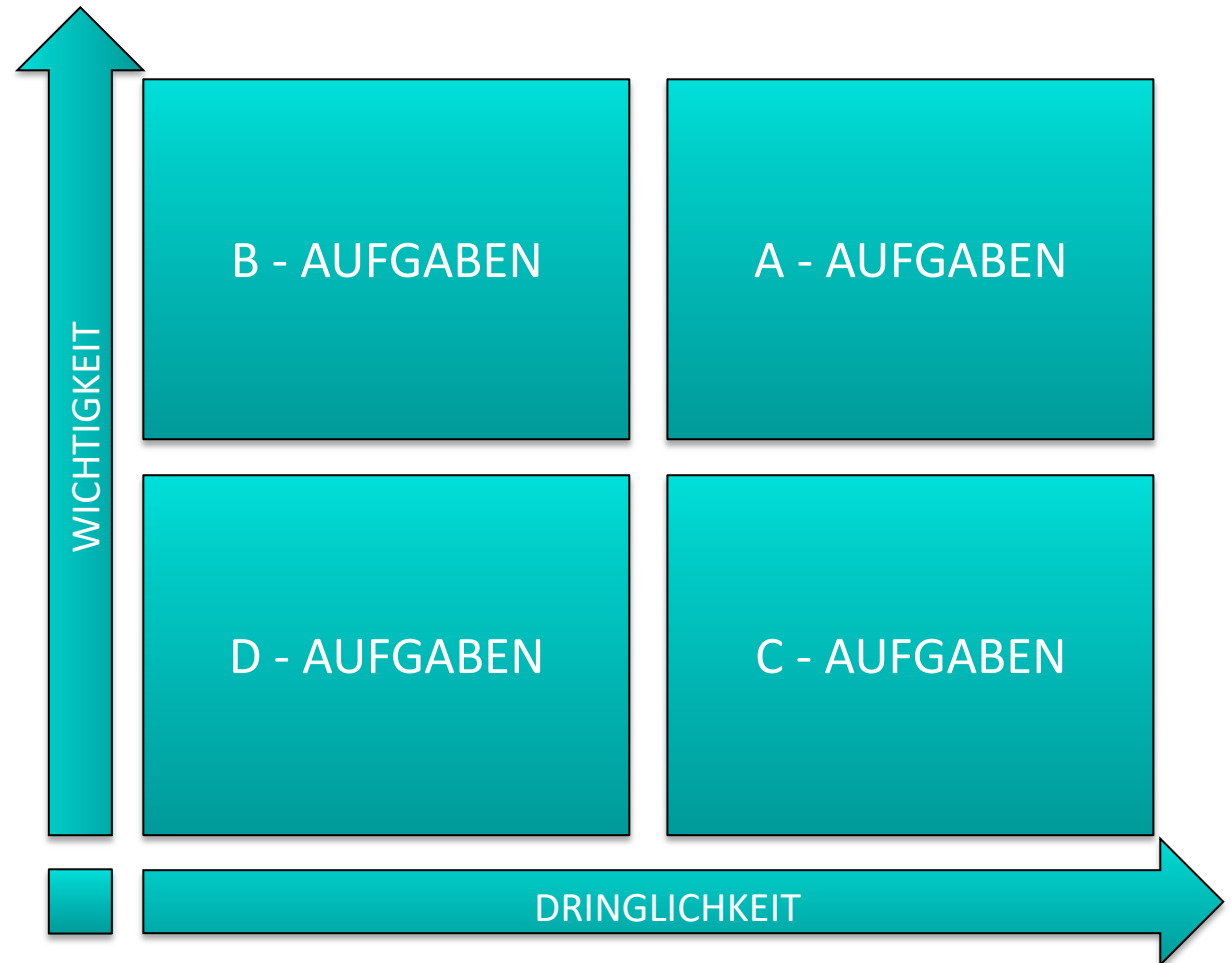 WICHTIGKEIT
B - AUFGABEN
A - AUFGABEN
D - AUFGABEN
C - AUFGABEN
DRINGLICHKEIT